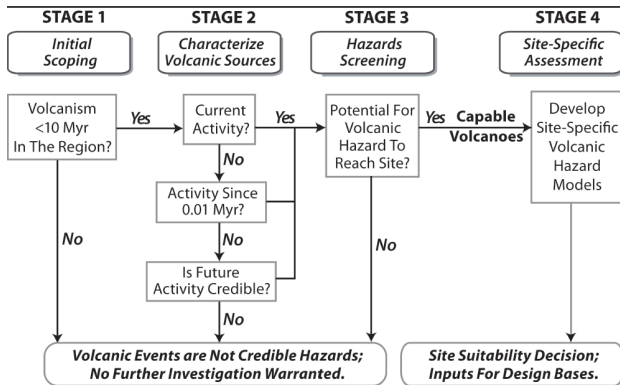 STAGE 1
STAGE 2
STAGE 3
STAGE 4
Initial
Scoping
Characterize
Volcanic Sources
Hazards
Screening
Site-Specific
Assessment
Volcanism
<10 Myr
In The Region?
Yes
Current
Activity?
Yes
Potential For
Volcanic
Hazard To
Reach Site?
Yes
Capable
Volcanoes
Develop
Site-Specific
Volcanic
Hazard
Models
No
Activity Since
0.01 Myr?
No
No
No
Is Future
Activity Credible?
No
Volcanic Events are Not Credible Hazards;
No Further Investigation Warranted.
Site Suitability Decision;
Inputs For Design Bases.